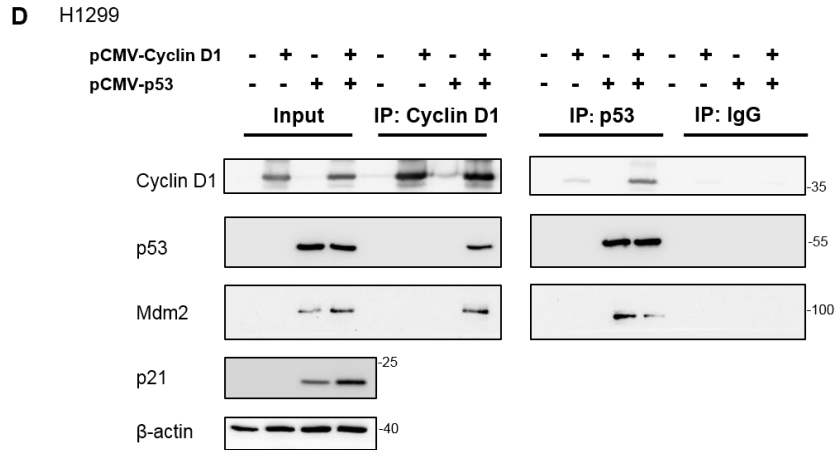 D H1299
pCMV-Cyclin D1 - + - + - + - + - + - + - + - +
pCMV-p53 - - + + - - + + - - + + - - + +
Input IP: Cyclin D1 IP: p53 IP: IgG
Cyclin D1 -35
p53 -55
Mdm2 -100
p21 -25
β-actin -40